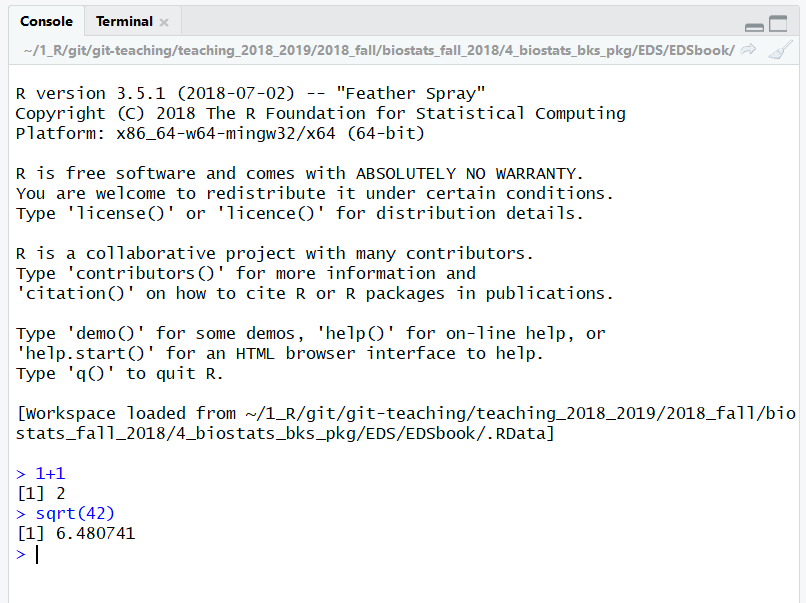 Console Terminal
~/1_R/git/git-teaching/teaching_2018_2019/2018_fall/biostats_fall_2018/4_biostats_bks_pkg/EDS/EDSbook/
R version 3.5.1 (2018-07-02) -- "Feather Spray"
Copyright (C) 2018 The R Foundation for Statistical Computing
Platform: x86_64-w64-mingw32/x64 (64-bit)
R is free software and comes with ABSOLUTELY NO WARRANTY.
You are welcome to redistribute it under certain conditions.
Type 'license()' or 'licence()' for distribution details.
R is a collaborative project with many contributors.
Type 'contributors()' for more information and
'citation()' on how to cite R or R packages in publications.
Type 'demo()' for some demos, 'help()' for on-line help, or
'help.start()' for an HTML browser interface to help.
Type 'q()' to quit R.
[Workspace loaded from ~/1_R/git/git-teaching/teaching_2018_2019/2018_fall/bio
stats_fall_2018/4_biostats_bks_pkg/EDS/EDSbook/.RData]
> 1+1
[1] 2
> sqrt(42)
[1] 6.480741
>